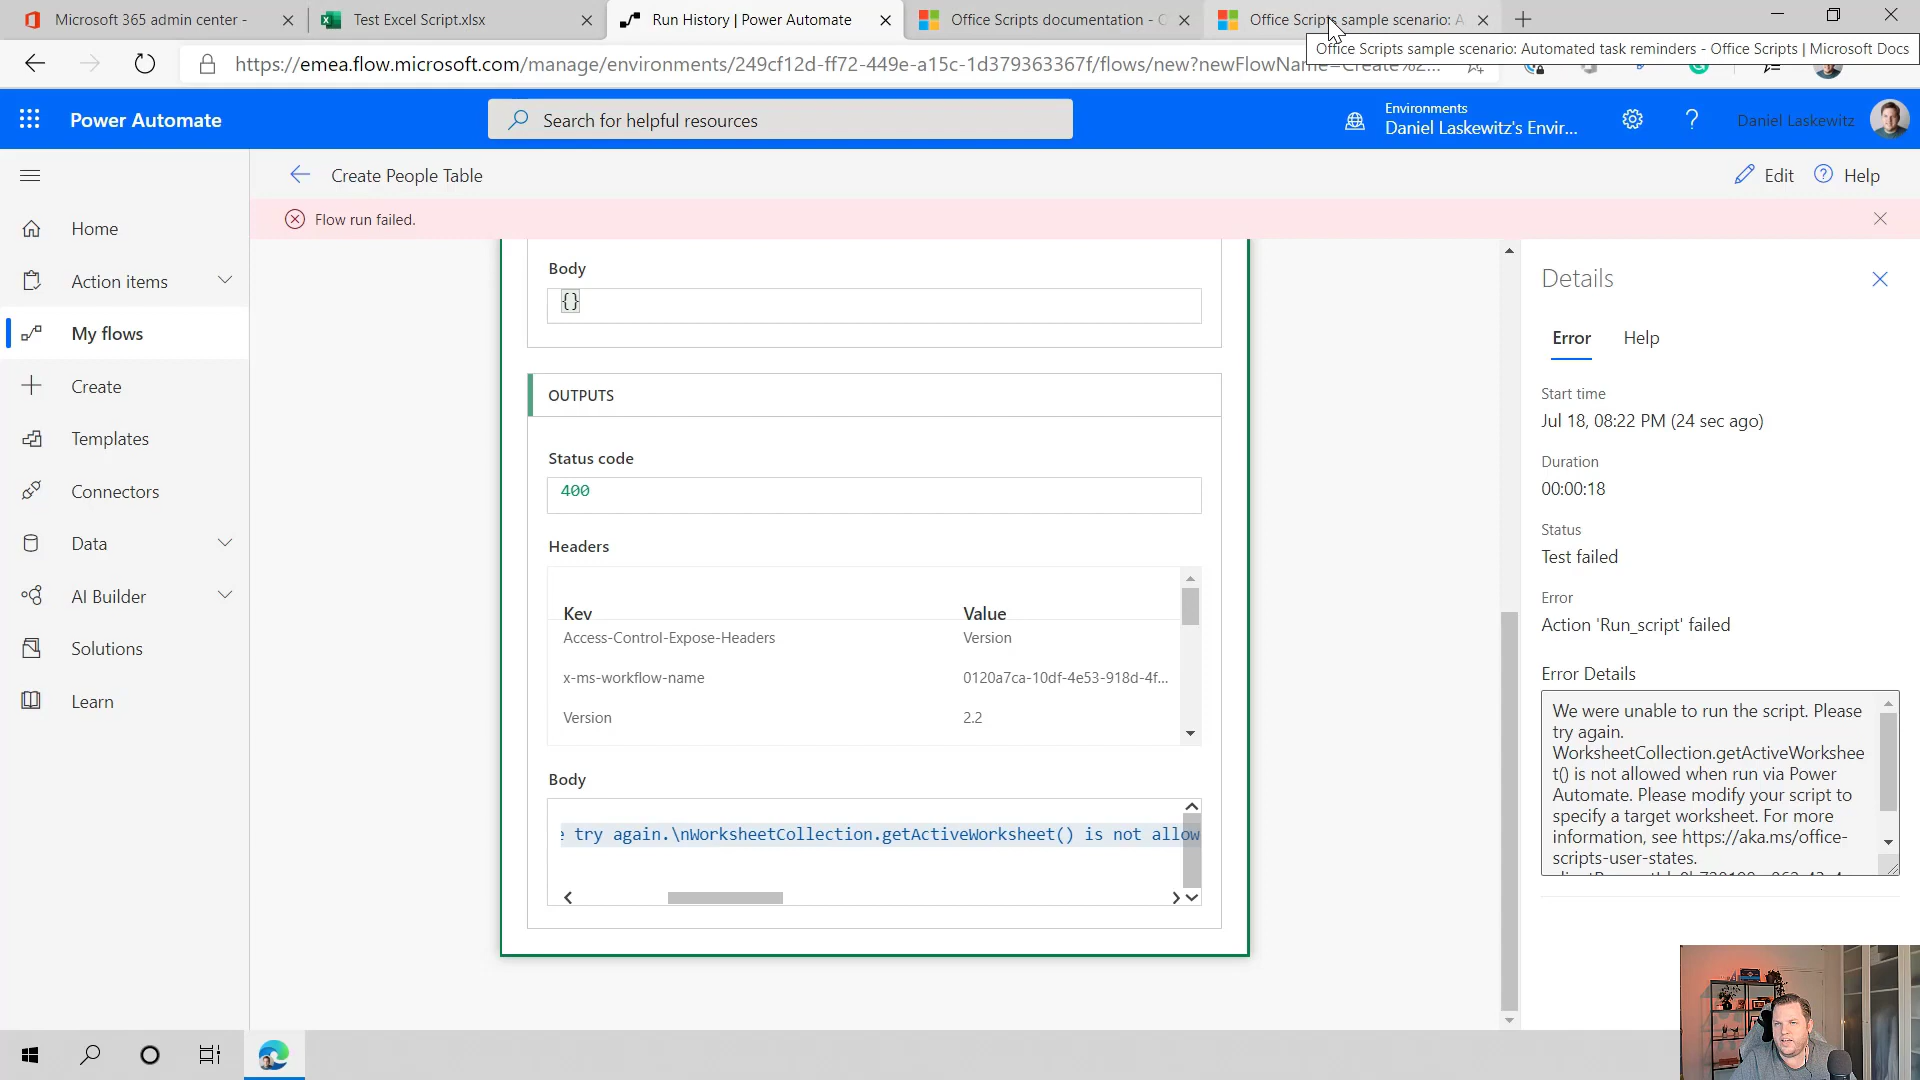 Microsoft 365 admin center -
Test Excel Script.xlsx
Run History | Power Automate
Office Scripts documentation -
Office Scripts sample scenario: A
Office Scripts sample scenario: Automated task reminders - Office Scripts | Microsoft Docs
https://emea.flow.microsoft.com/manage/environments/249cf12d-ff72-449e-a15c-1d379363367f/flows/new?newFlowName=Create%2...
Power Automate
Search for helpful resources
Environments
Daniel Laskewitz's Envir...
?
Daniel Laskewitz
Create People Table
Edit
Help
Flow run failed.
Home
Action items
My flows
Create
Templates
Connectors
Data
AI Builder
Solutions
Learn
Body
{}
OUTPUTS
Status code
400
Headers
Key
Value
Access-Control-Expose-Headers
Version
x-ms-workflow-name
0120a7ca-10df-4e53-918d-4f...
Version
2.2
Body
e try again.\nWorksheetCollection.getActiveWorksheet() is not allow
Details
Error
Help
Start time
Jul 18, 08:22 PM (24 sec ago)
Duration
00:00:18
Status
Test failed
Error
Action 'Run_script' failed
Error Details
We were unable to run the script. Please
try again.
WorksheetCollection.getActiveWorkshee
t() is not allowed when run via Power
Automate. Please modify your script to
specify a target worksheet. For more
information, see https://aka.ms/office-
scripts-user-states.